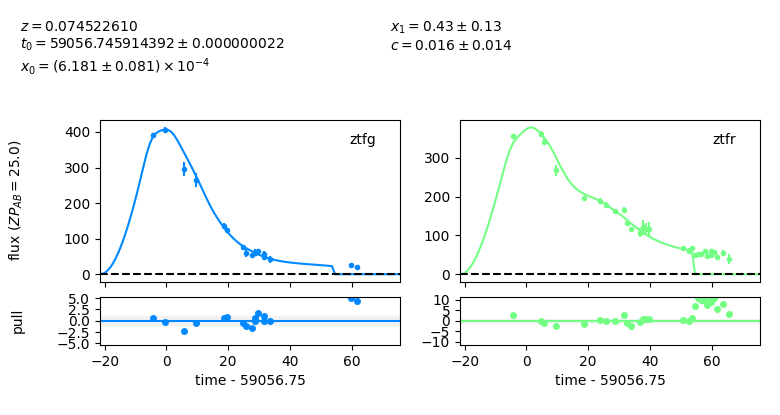 z = 0.074522610
t₀ = 59056.745914392 ± 0.000000022
x₀ = (6.181 ± 0.081) × 10⁻⁴
x₁ = 0.43 ± 0.13
c = 0.016 ± 0.014
flux (ZP_AB = 25.0)
400
300
200
100
0
ztfg
300
200
100
0
ztfr
pull
5.0
2.5
0.0
−2.5
−5.0
−20 0 20 40 60
time - 59056.75
10
5
0
−5
−10
−20 0 20 40 60
time - 59056.75